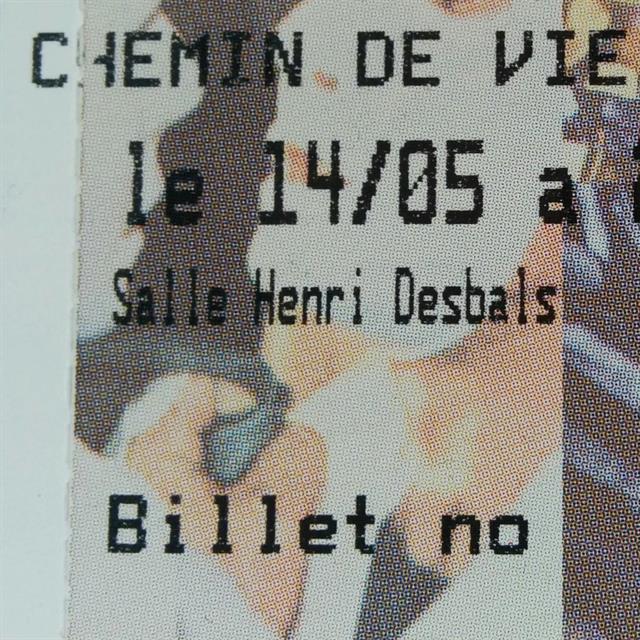 CHEMIN DE VIE
le 14/05 a
Salle Henri Desbals
Billet no